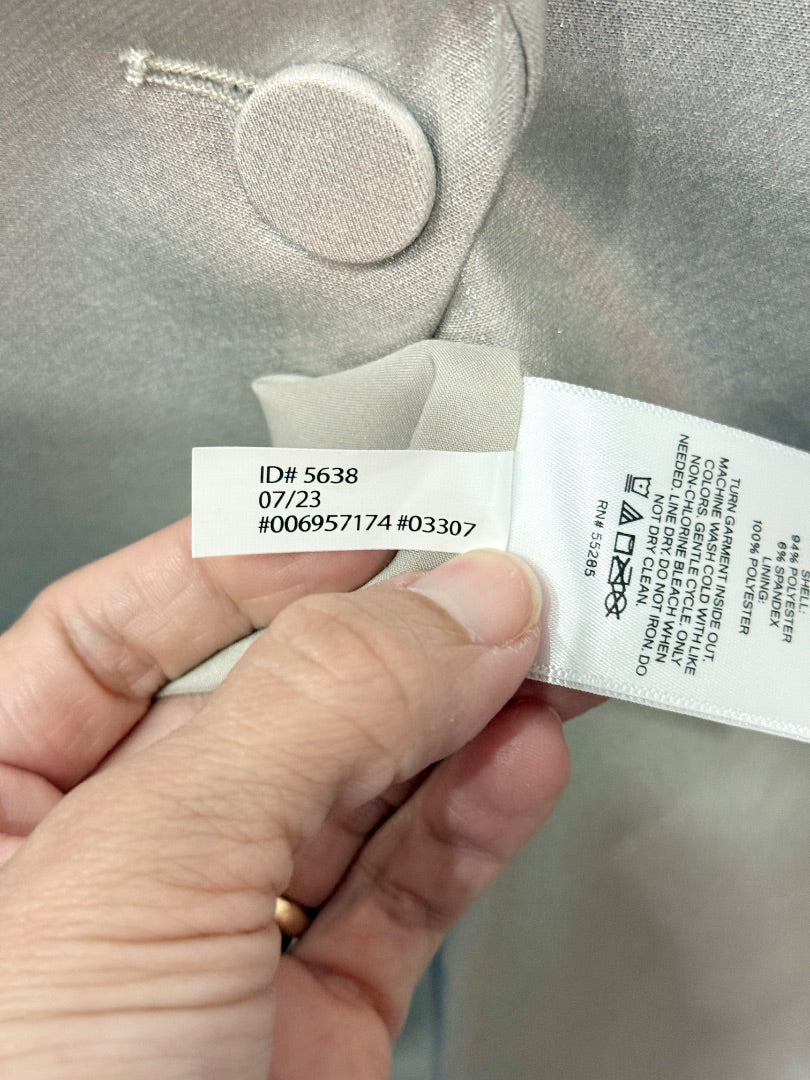 ID# 5638
07/23
#006957174 #03307
SHELL:
94% POLYESTER
6% SPANDEX
LINING:
100% POLYESTER
TURN GARMENT INSIDE OUT.
MACHINE WASH COLD WITH LIKE
COLORS. GENTLE CYCLE. ONLY
NON-CHLORINE BLEACH WHEN
NEEDED. LINE DRY. DO NOT IRON. DO
NOT DRY CLEAN.
RN# 55285